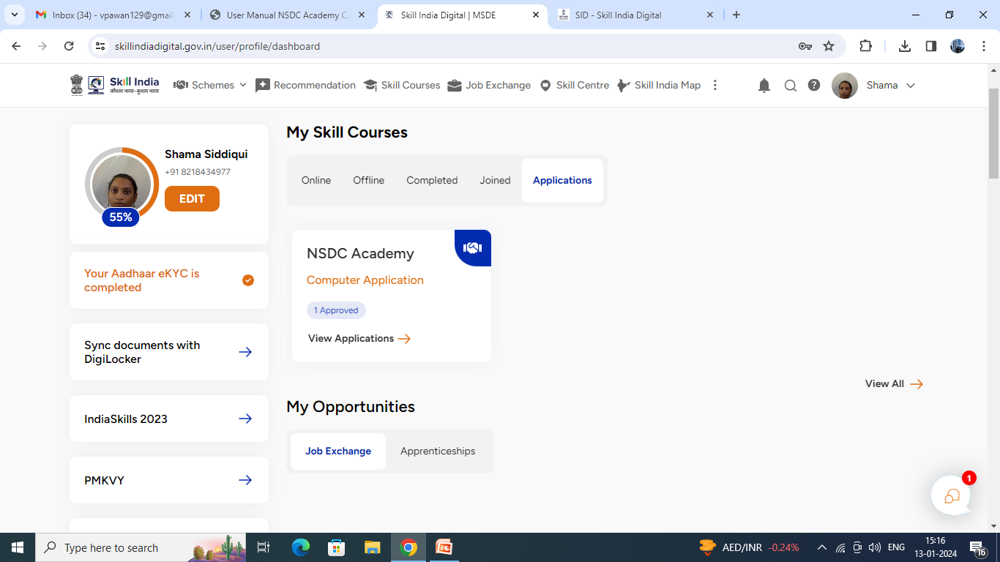 Inbox (34) - vpawan129@gmail.
User Manual NSDC Academy C
Skill India Digital | MSDE
SID - Skill India Digital
skillindiadigital.gov.in/user/profile/dashboard
Skill India
कौशल भारत-कुशल भारत
Schemes
Recommendation
Skill Courses
Job Exchange
Skill Centre
Skill India Map
Shama
Shama Siddiqui
+91 8218434977
EDIT
55%
Your Aadhaar eKYC is
completed
Sync documents with
DigiLocker
IndiaSkills 2023
PMKVY
My Skill Courses
Online
Offline
Completed
Joined
Applications
NSDC Academy
Computer Application
1 Approved
View Applications
View All
My Opportunities
Job Exchange
Apprenticeships
1
Type here to search
AED/INR -0.24%
ENG
15:16
13-01-2024
16